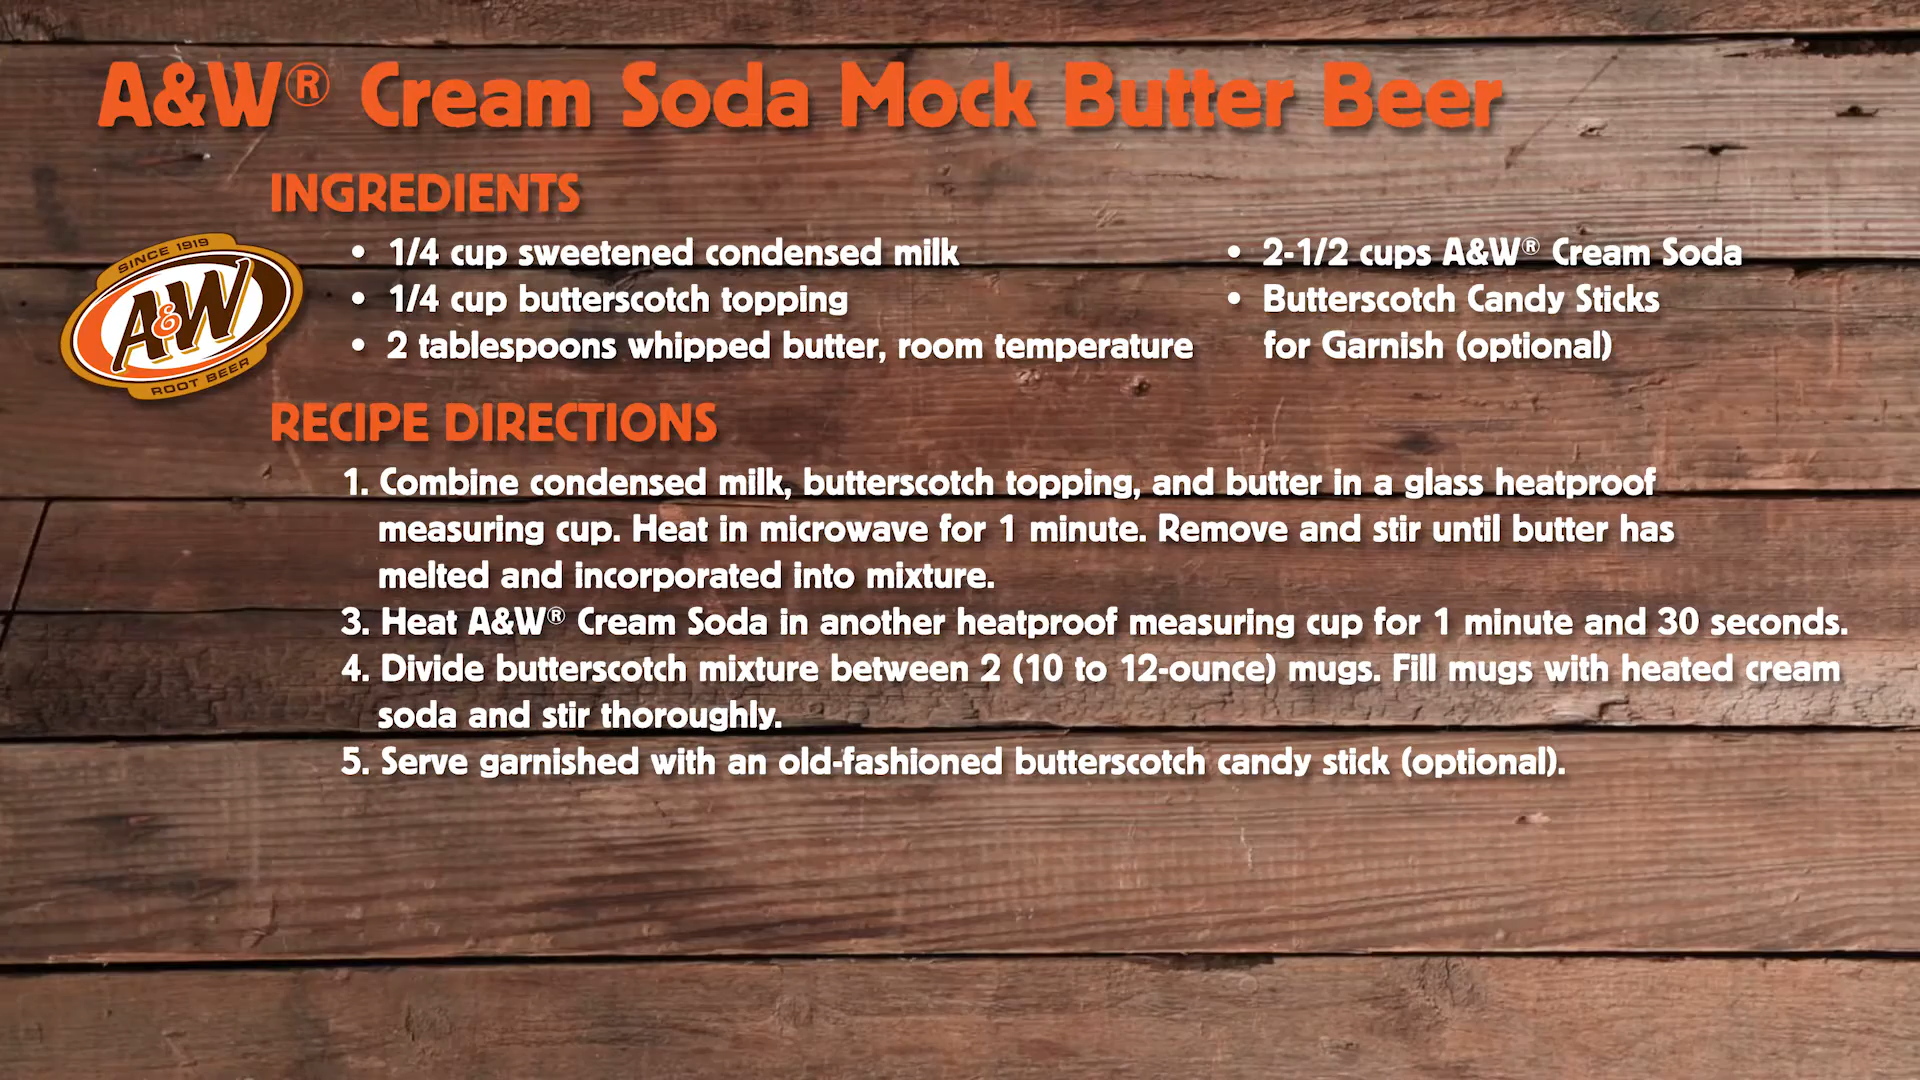 A&W® Cream Soda Mock Butter Beer
INGREDIENTS
• 1/4 cup sweetened condensed milk
• 1/4 cup butterscotch topping
• 2 tablespoons whipped butter, room temperature
• 2-1/2 cups A&W® Cream Soda
• Butterscotch Candy Sticks
for Garnish (optional)
SINCE 1919
A&W
ROOT BEER
RECIPE DIRECTIONS
1. Combine condensed milk, butterscotch topping, and butter in a glass heatproof
measuring cup. Heat in microwave for 1 minute. Remove and stir until butter has
melted and incorporated into mixture.
3. Heat A&W® Cream Soda in another heatproof measuring cup for 1 minute and 30 seconds.
4. Divide butterscotch mixture between 2 (10 to 12-ounce) mugs. Fill mugs with heated cream
soda and stir thoroughly.
5. Serve garnished with an old-fashioned butterscotch candy stick (optional).